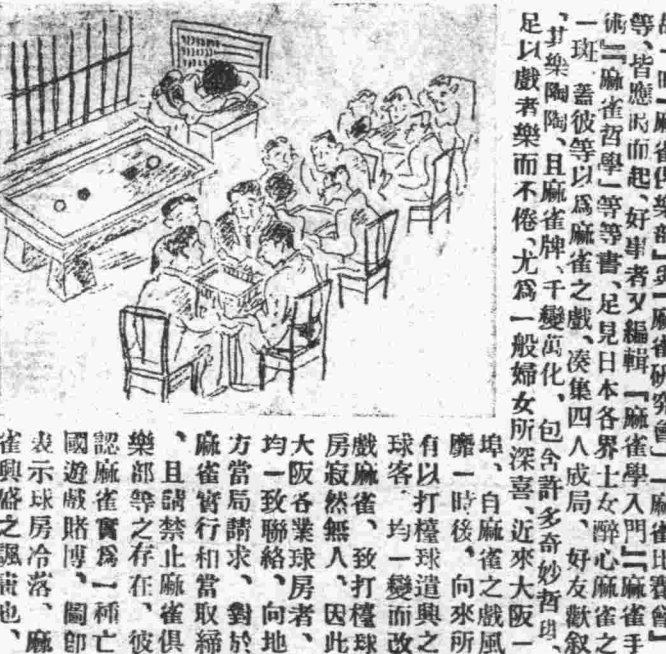 「麻雀俱樂部」「麻雀研究會」「麻雀比賽會」
等、皆應時而起、好事者又編輯『麻雀學入門』『麻雀手
術』『麻雀哲學』等等書、足見日本各界士女醉心麻雀之
一斑、蓋彼等以爲麻雀之戲、凑集四人成局、好友歡叙
、其樂陶陶、且麻雀牌、千變萬化、包含許多奇妙哲理、
足以戲者樂而不倦、尤爲一般婦女所深喜、近來大阪一
埠、自麻雀之戲風
靡一時後、向來所
有以打檯球遣興之
球客、均一變而改
戲麻雀、致打檯球
房寂然無人、因此
大阪各業球房者、
均一致聯絡、向地
方當局請求、對於
麻雀實行相當取締
、且請禁止麻雀俱
樂部等之存在、彼
認麻雀實爲一種亡
國遊戲賭博、圖即
表示球房冷落、麻
雀興盛之諷畫也、